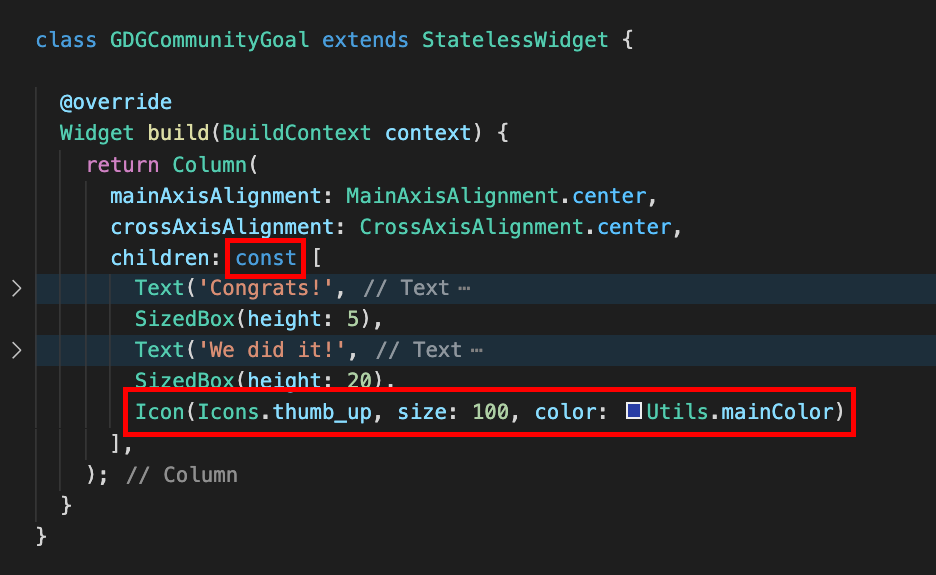 class GDGCommunityGoal extends StatelessWidget {
@override
Widget build(BuildContext context) {
return Column(
mainAxisAlignment: MainAxisAlignment.center,
crossAxisAlignment: CrossAxisAlignment.center,
children: const [
Text('Congrats!', // Text ⋯
SizedBox(height: 5),
Text('We did it!', // Text ⋯
SizedBox(height: 20),
Icon(Icons.thumb_up, size: 100, color: Utils.mainColor)
],
); // Column
}
}